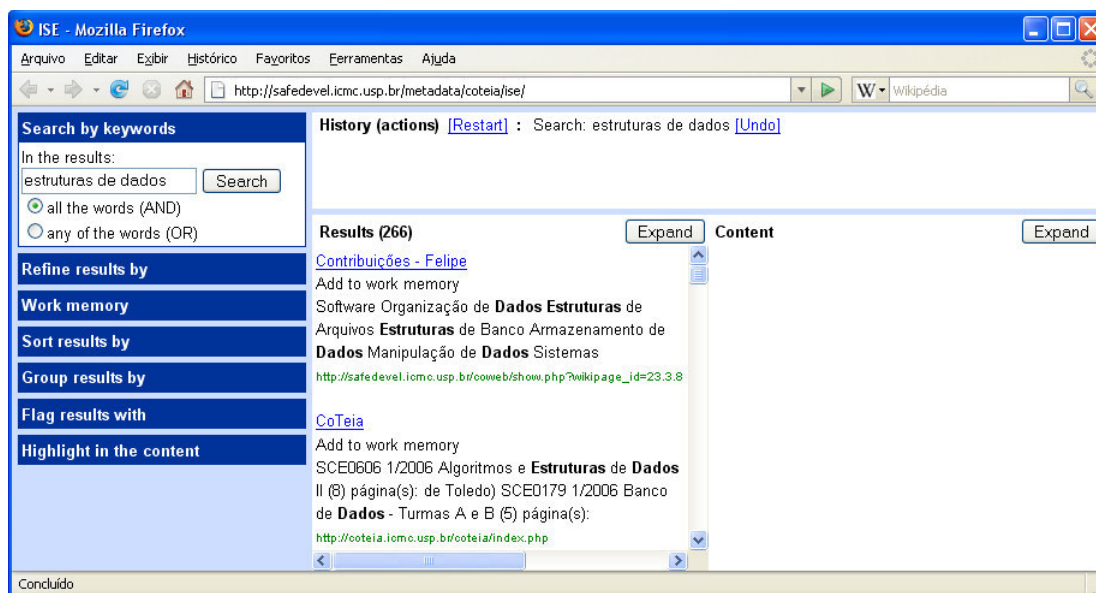 ISE - Mozilla Firefox
Arquivo Editar Exibir Histórico Favoritos Ferramentas Ajuda
http://safedevel.icmc.usp.br/metadata/coteia/ise/ W Wikipédia
Search by keywords
In the results:
estruturas de dados Search
all the words (AND)
any of the words (OR)
Refine results by
Work memory
Sort results by
Group results by
Flag results with
Highlight in the content
History (actions) [Restart] : Search: estruturas de dados [Undo]
Results (266) Expand
Contribuições - Felipe
Add to work memory
Software Organização de Dados Estruturas de
Arquivos Estruturas de Banco Armazenamento de
Dados Manipulação de Dados Sistemas
http://safedevel.icmc.usp.br/coweb/show.php?wikipage_id=23.3.8
CoTeia
Add to work memory
SCE0606 1/2006 Algoritmos e Estruturas de Dados
II (8) página(s): de Toledo) SCE0179 1/2006 Banco
de Dados - Turmas A e B (5) página(s):
http://coteia.icmc.usp.br/coteia/index.php
Content Expand
Concluído